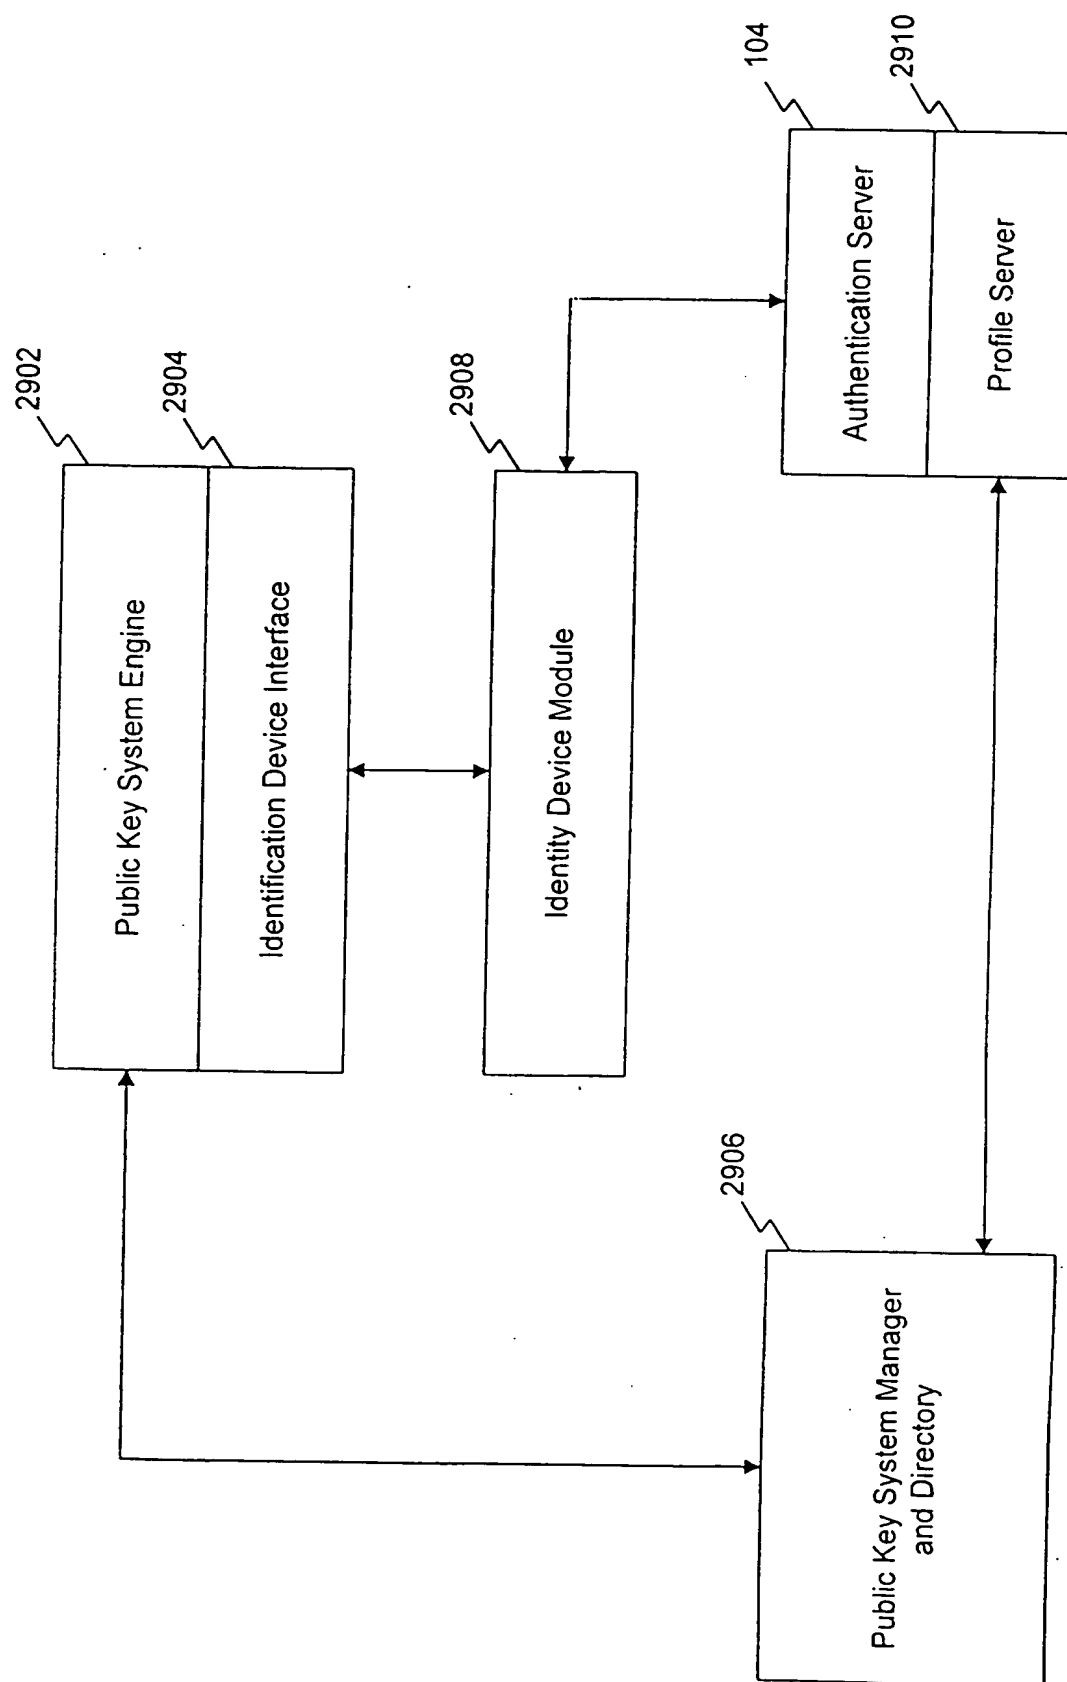 2902
Public Key System Engine
2904
Identification Device Interface
2908
Identity Device Module
104
Authentication Server
2910
Profile Server
2906
Public Key System Manager
and Directory